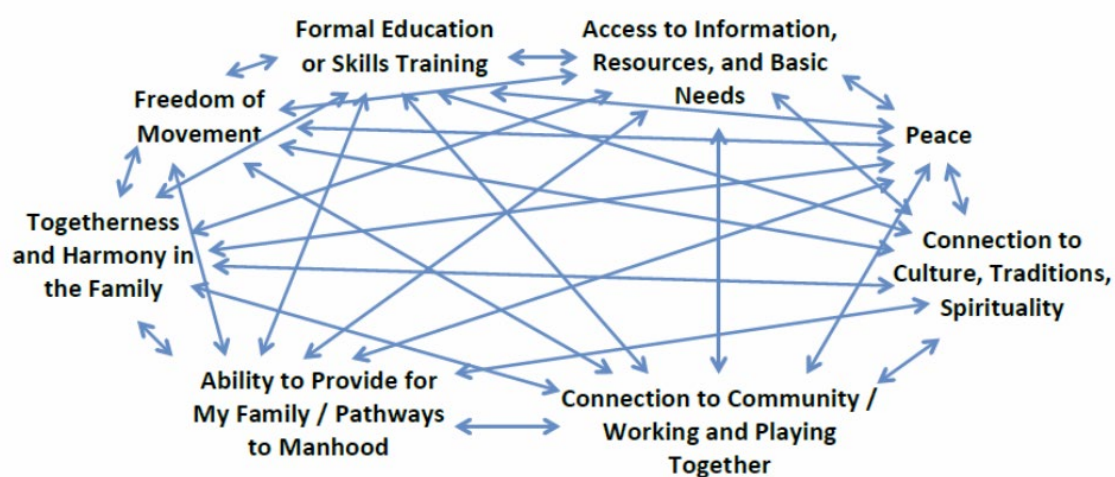 Formal Education
or Skills Training
Access to Information,
Resources, and Basic
Needs
Freedom of
Movement
Peace
Togetherness
and Harmony in
the Family
Connection to
Culture, Traditions,
Spirituality
Ability to Provide for
My Family / Pathways
to Manhood
Connection to Community /
Working and Playing
Together